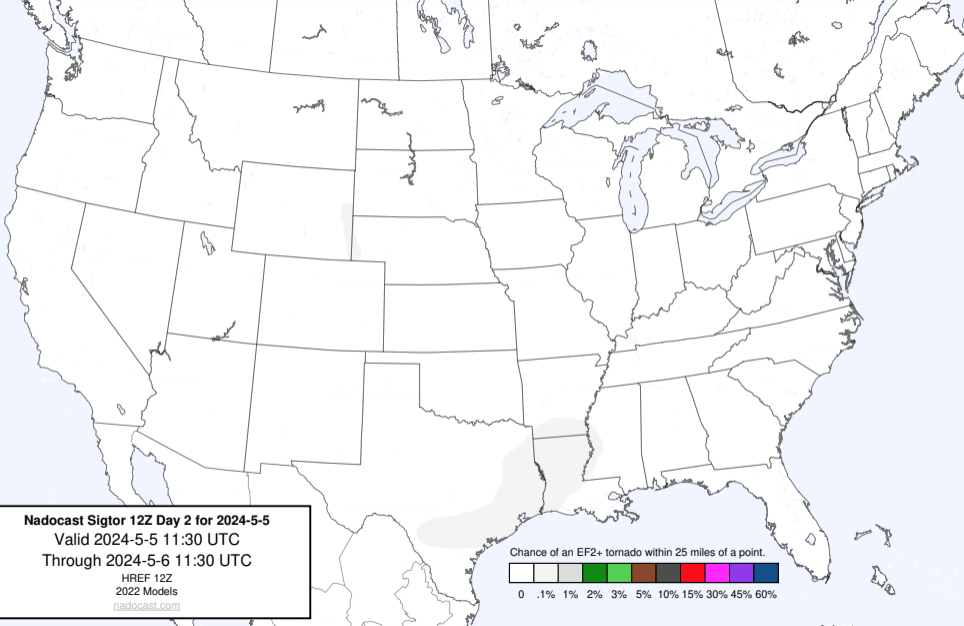 Nadocast Sigtor 12Z Day 2 for 2024-5-5
Valid 2024-5-5 11:30 UTC
Through 2024-5-6 11:30 UTC
HREF 12Z
2022 Models
nadocast.com
Chance of an EF2+ tornado within 25 miles of a point.
0 .1% 1% 2% 3% 5% 10% 15% 30% 45% 60%